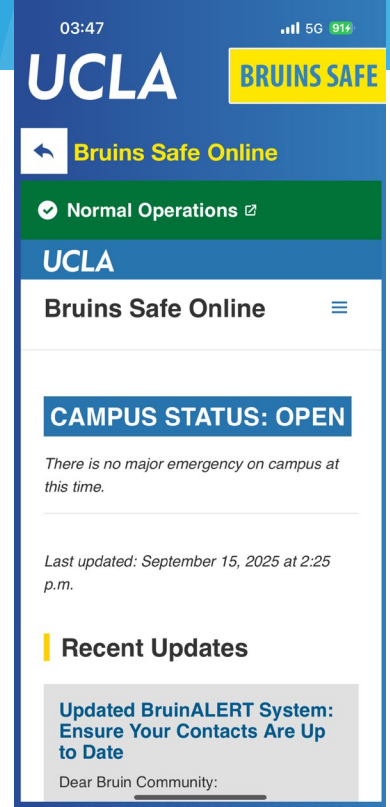 03:47
5G 91
UCLA
BRUINS SAFE
Bruins Safe Online
Normal Operations
UCLA
Bruins Safe Online
CAMPUS STATUS: OPEN
There is no major emergency on campus at
this time.
Last updated: September 15, 2025 at 2:25
p.m.
Recent Updates
Updated BruinALERT System:
Ensure Your Contacts Are Up
to Date
Dear Bruin Community: